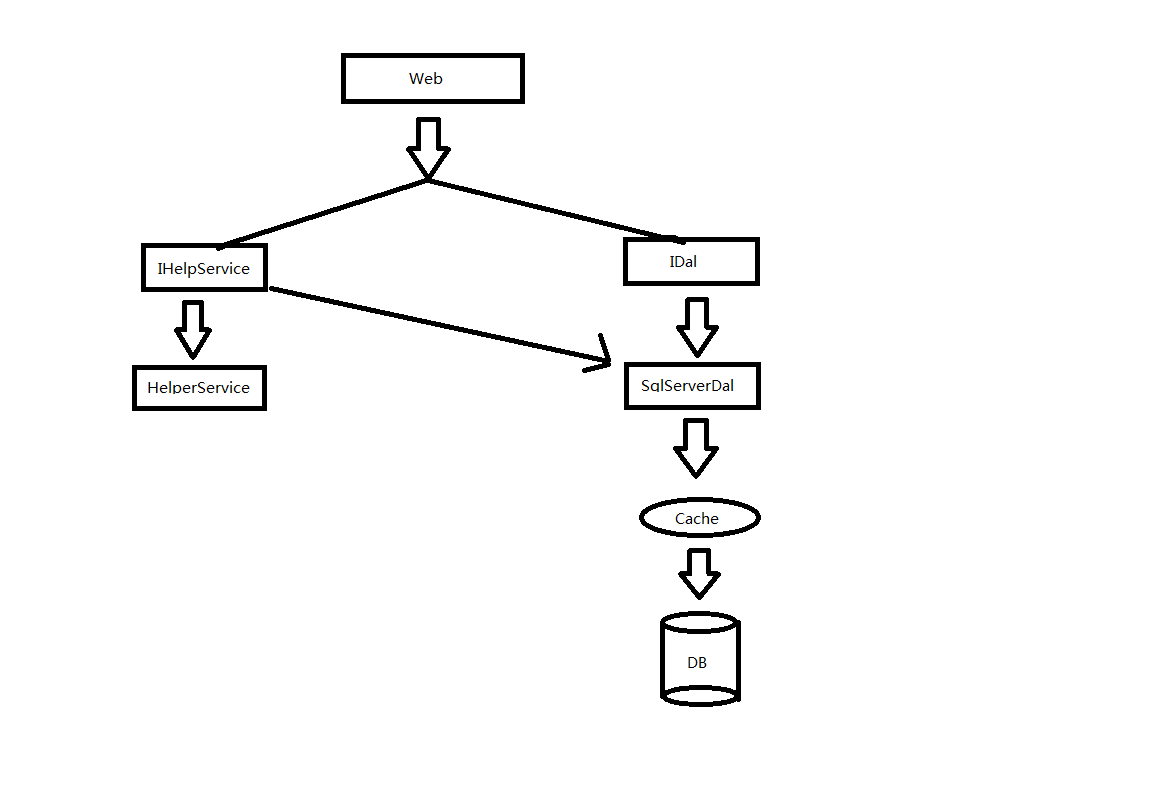 Web
IHelpService
IDal
HelperService
SqlServerDal
Cache
DB